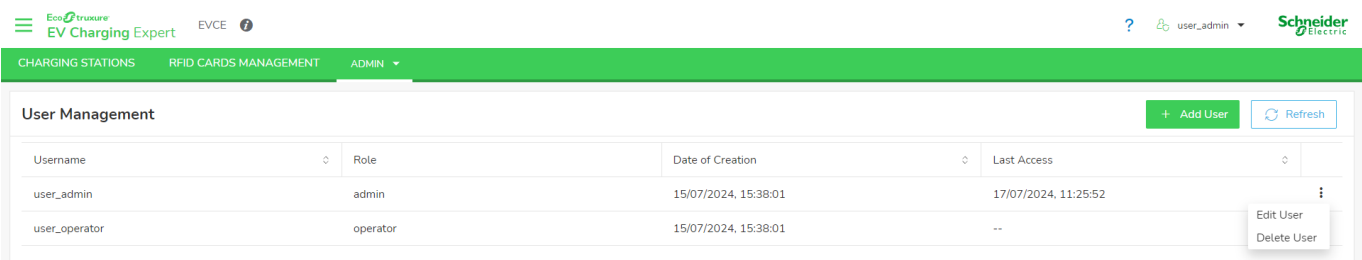 EcoStruxure
EV Charging Expert
EVCE
? user_admin
Schneider Electric
CHARGING STATIONS RFID CARDS MANAGEMENT ADMIN
User Management
+ Add User
Refresh
Username Role Date of Creation Last Access
user_admin admin 15/07/2024, 15:38:01 17/07/2024, 11:25:52
Edit User
user_operator operator 15/07/2024, 15:38:01 --
Delete User